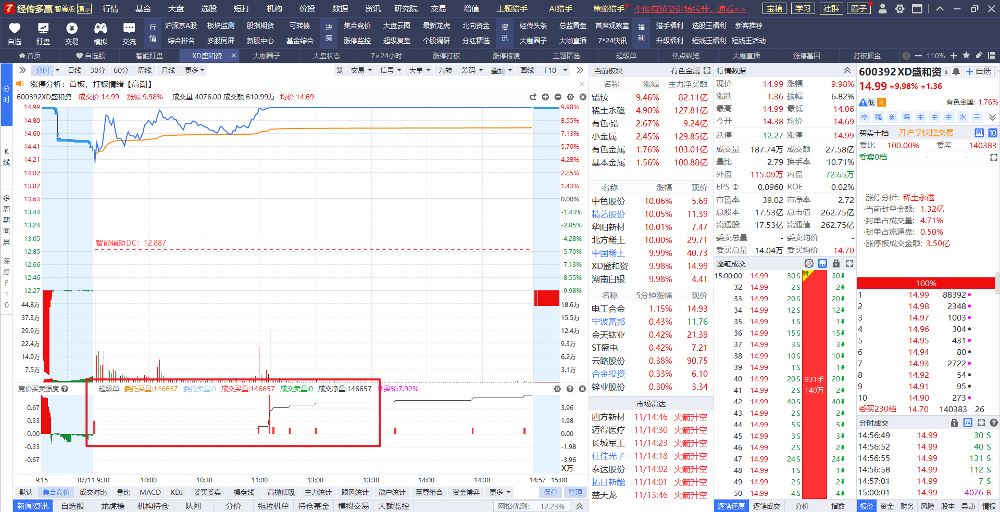 经传多赢 智尊版 演示 行情 基金 大盘 选股 短打 机构 价投 数据 资讯 研究院 交易 增值 主题猎手 AI猎手 策略猎手 个股有游资进场拉升，速看>> 宝箱 学习 社群 圈子
自选 盯盘 交易 模拟 交流
行情 沪深京A股 板块监测 股指期货 可转债 决策 集合竞价 大盘云图 最新龙虎 北向资金 资讯 经传头条 总监看盘 首席观察室 福利 猎手福利 选股王福利 新客推荐
综合排名 多股同屏 新股中心 基金综合 涨停监控 超级复盘 个股调研 分红精选 大咖圈子 大咖直播 7*24快讯 升级福利 短线王福利 短线王活动
首页 自选股 智能盯盘 XD盛和资 × 大咖圈子 大盘状态 7×24小时 涨停打板 涨停棱镜 主题精选 超级单 热点纵览 大咖直播 涨停基因 打板掘金 110%
分时 K线 多周期同屏 深度F10
分时 日线 30分 60分 周线 月线 更多 笼 交易 信号 大单 九转 筹码 叠加 画线 F10
涨停分析：首板，打板情绪【高潮】
600392XD盛和资 成交价 14.99 涨幅 9.98% 成交量 4076.00 成交额 610.99万 均价 14.69
14.99 9.98%
14.80 8.55%
14.60 7.13%
14.41 5.70%
14.21 4.28%
14.02 2.85%
13.82 1.43%
13.63 0.00%
13.44 -1.43%
13.24 -2.85%
13.05 -4.28%
智能辅助DC：12.887
12.85 -5.70%
12.66 -7.13%
12.46 -8.55%
12.27 -9.98%
44.8万 18.6万
37.3万 15.5万
29.9万 12.4万
22.4万 9.3万
14.9万 6.2万
7.5万 3.1万
竞价买卖强度 超级单 委托买量:146657 委托卖量:0 成交买量:146657 成交卖量:0 成交净量:146657 净买%:7.92%
0.67 3.96
0.33 1.98
0.00 0.00
-0.33 -1.98
-0.67 -3.96
X万
9:15 07/11 9:30 10:00 10:30 11:00 13:00 13:30 14:00 14:30 14:57 15:00
默认 集合竞价 成交对比 量比 MACD KDJ 委买委卖 操盘线 高抛低吸 主力统计 跟风统计 散户统计 至尊组合 资金博弈 更多 保存 管理
新闻资讯 自选股 龙虎榜 机构持仓 队列 分价 拖拉机单 持仓基金 模拟交易 大额监控 网格优测： -12.23%
当前板块 有色金属
名称 涨幅 主力净买额
镨钕 9.46% 82.11亿
稀土永磁 4.90% 127.81亿
有色·锆 2.67% 9.24亿
小金属 2.45% 129.85亿
有色金属 1.76% 103.01亿
基本金属 1.56% 100.88亿
名称 涨幅 现价
中色股份 10.06% 5.69
精艺股份 10.05% 11.39
华阳新材 10.01% 7.47
北方稀土 10.00% 29.71
中国稀土 9.99% 40.73
XD盛和资 9.98% 14.99
湖南白银 9.98% 4.41
名称 5分钟涨幅 现价
电工合金 1.15% 14.93
宁波富邦 0.43% 11.76
金天钛业 0.42% 21.39
ST盛屯 0.42% 7.21
云路股份 0.38% 90.75
合金投资 0.33% 6.10
锌业股份 0.30% 3.34
市场雷达
四方新材 11/14:46 火箭升空
迈得医疗 11/14:30 火箭升空
长城军工 11/14:23 火箭升空
仕佳光子 11/14:18 火箭升空
泰达股份 11/14:02 火箭升空
拓日新能 11/14:01 火箭升空
楚天龙 11/13:46 火箭升空
行情数据
现价 14.99 涨幅 9.98%
涨跌 1.36 振幅 6.82%
最高 14.99 最低 14.06
今开 14.38 均价 14.69
跌停 12.27 涨停 14.99
成交量 187.74万 成交额 27.58亿
量比 2.79 换手率 10.71%
外盘 115.09万 内盘 72.65万
EPS ① 0.0960 ROE 0.02%
市盈率 39.02 市净率 2.72
总股本 17.53亿 总市值 262.75亿
流通股 17.53亿 流通值 262.75亿
委卖总量 - 委卖均价 -
委买总量 14.04万 委买均价 14.70
逐笔成交 量
15:00:00 14.99 30 S 特 30
32 14.99 2 S 2
33 14.99 20 S 20
34 14.99 12 S 12
35 14.99 1 S 1
36 14.99 15 S 15
37 14.99 3 S 3
38 14.99 10 S 10
39 14.99 1 S 1
40 14.99 20 S 931手 20
41 14.99 2 S 140万 2
42 14.99 40 S 40
43 14.99 2 S 2
44 14.99 5 S 5
45 14.99 3 S 3
46 14.99 2 S 2
47 14.99 24 S 24
48 14.99 1 S 1
49 14.99 2 S 2
50 14.99 4 S 4
逐笔还原 逐笔成交 分价 指数
600392XD盛和资 + 自选
14.99 +9.98% +1.36
低 R 有色金属: 1.76%
空 强 创 海 主 主 主 水 三
买卖十档 开户享快捷交易 量 10
委比 100.00% 委差 140383
委卖0档 - -
涨停分析: 稀土永磁
·当前封单金额: 1.32亿
·封单占成交量: 4.71%
·封单占流通盘: 0.50%
·涨停板成交金额: 3.50亿
100%
1 14.99 88392
2 14.98 2348
3 14.97 1003
4 14.96 304
5 14.95 431
6 14.94 80
7 14.93 2722
8 14.92 54
9 14.91 95
10 14.90 273
委买230档 14.70 140383 26
分时成交 量
14:56:49 14.99 30 S
14:56:52 14.99 40 S
14:56:55 14.99 131 S
14:56:58 14.99 112 S
14:57:01 14.99 7 S
15:00:01 14.99 4076 B
报价 资金 财务 风险 股本 异动 情报